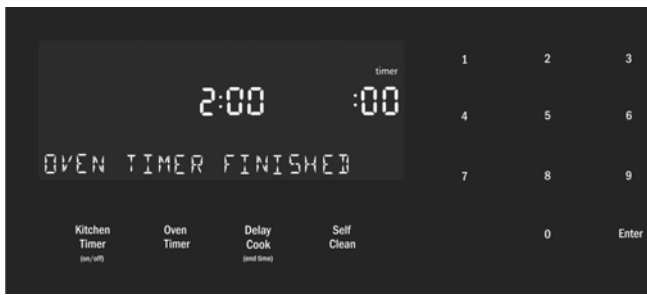 timer
2:00 :00
OVEN TIMER FINISHED
Kitchen Timer (on/off)
Oven Timer
Delay Cook (end time)
Self Clean
1 2 3
4 5 6
7 8 9
0 Enter